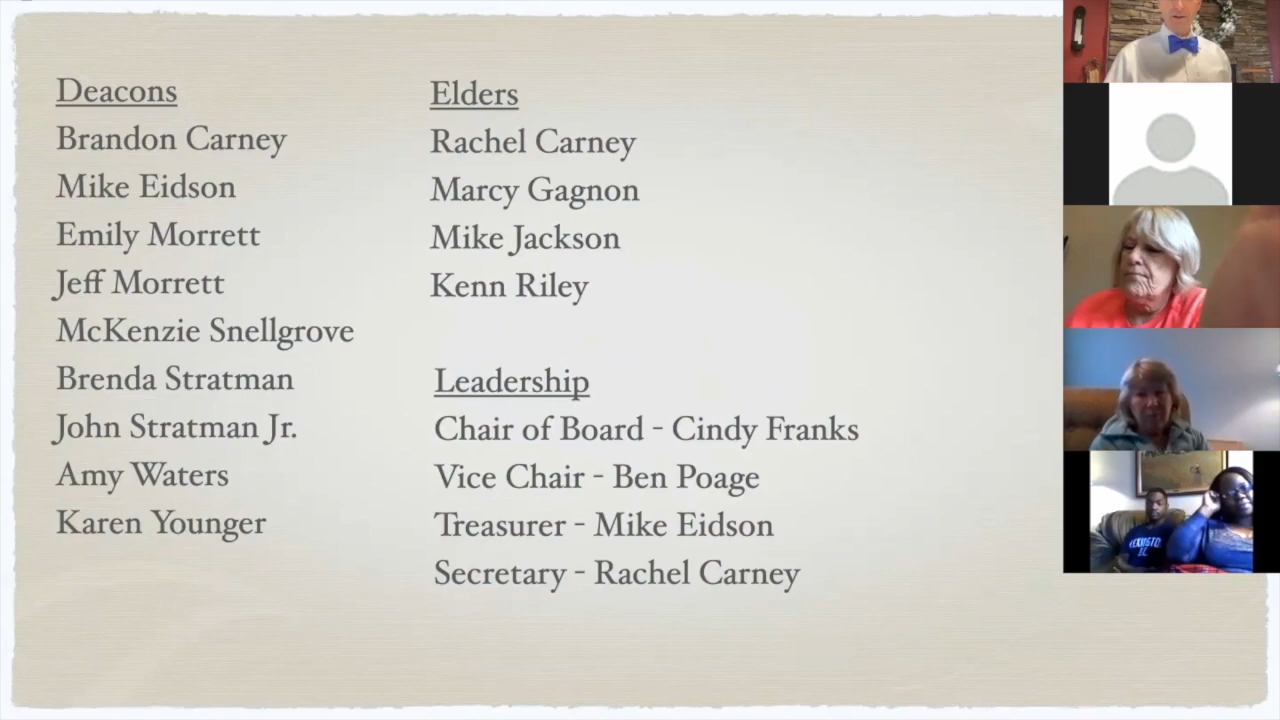 Deacons
Brandon Carney
Mike Eidson
Emily Morrett
Jeff Morrett
McKenzie Snellgrove
Brenda Stratman
John Stratman Jr.
Amy Waters
Karen Younger
Elders
Rachel Carney
Marcy Gagnon
Mike Jackson
Kenn Riley
Leadership
Chair of Board - Cindy Franks
Vice Chair - Ben Poage
Treasurer - Mike Eidson
Secretary - Rachel Carney